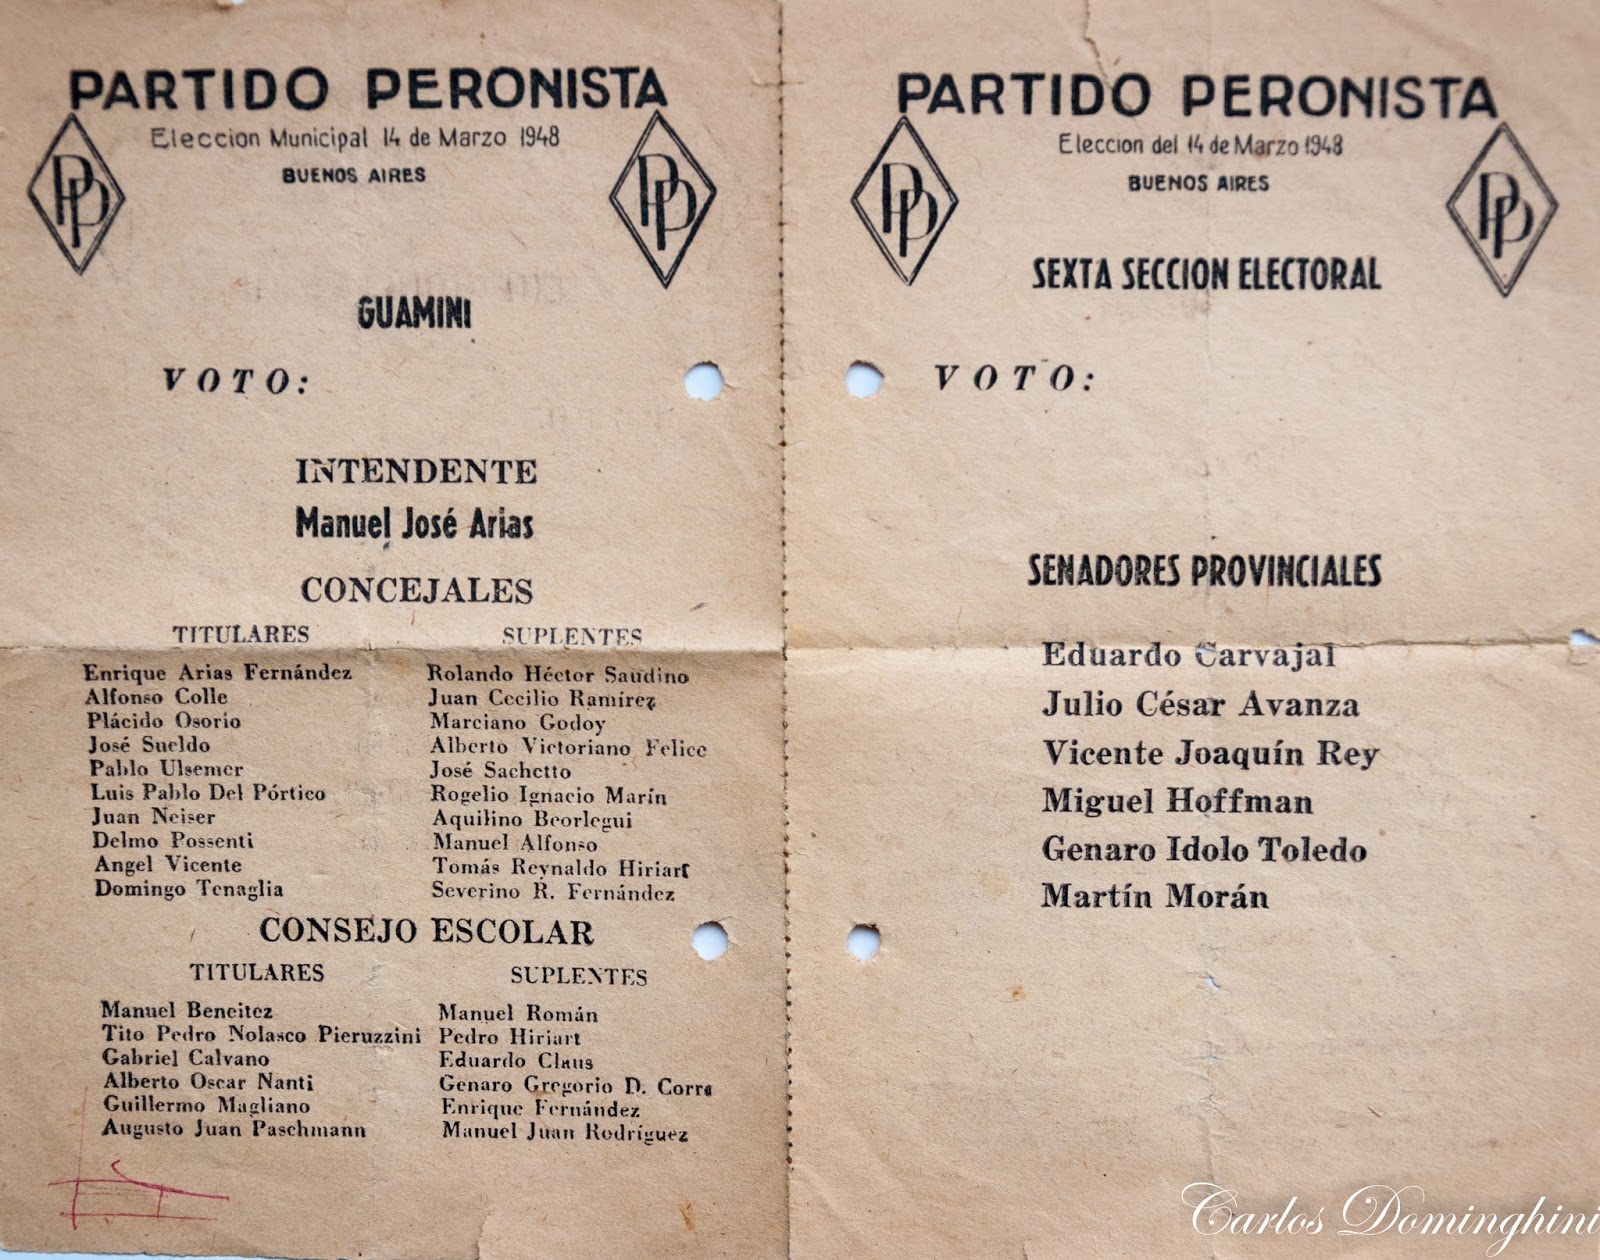 PARTIDO PERONISTA
Eleccion Municipal 14 de Marzo 1948
BUENOS AIRES
PP
PP
GUAMINI
VOTO:
INTENDENTE
Manuel José Arias
CONCEJALES
TITULARES
Enrique Arias Fernández
Alfonso Colle
Plácido Osorio
José Sueldo
Pablo Ulsemer
Luis Pablo Del Pórtico
Juan Neiser
Delmo Possenti
Angel Vicente
Domingo Tenaglia
SUPLENTES
Rolando Héctor Saudino
Juan Cecilio Ramírez
Marciano Godoy
Alberto Victoriano Felice
José Sachetto
Rogelio Ignacio Marín
Aquilino Beorlegui
Manuel Alfonso
Tomás Reynaldo Hiriart
Severino R. Fernández
CONSEJO ESCOLAR
TITULARES
Manuel Beneitez
Tito Pedro Nolasco Pieruzzini
Gabriel Calvano
Alberto Oscar Nanti
Guillermo Magliano
Augusto Juan Paschmann
SUPLENTES
Manuel Román
Pedro Hiriart
Eduardo Claus
Genaro Gregorio D. Corra
Enrique Fernández
Manuel Juan Rodríguez
PARTIDO PERONISTA
Eleccion del 14 de Marzo 1948
BUENOS AIRES
PP
PP
SEXTA SECCION ELECTORAL
VOTO:
SENADORES PROVINCIALES
Eduardo Carvajal
Julio César Avanza
Vicente Joaquín Rey
Miguel Hoffman
Genaro Idolo Toledo
Martín Morán
Carlos Dominghini